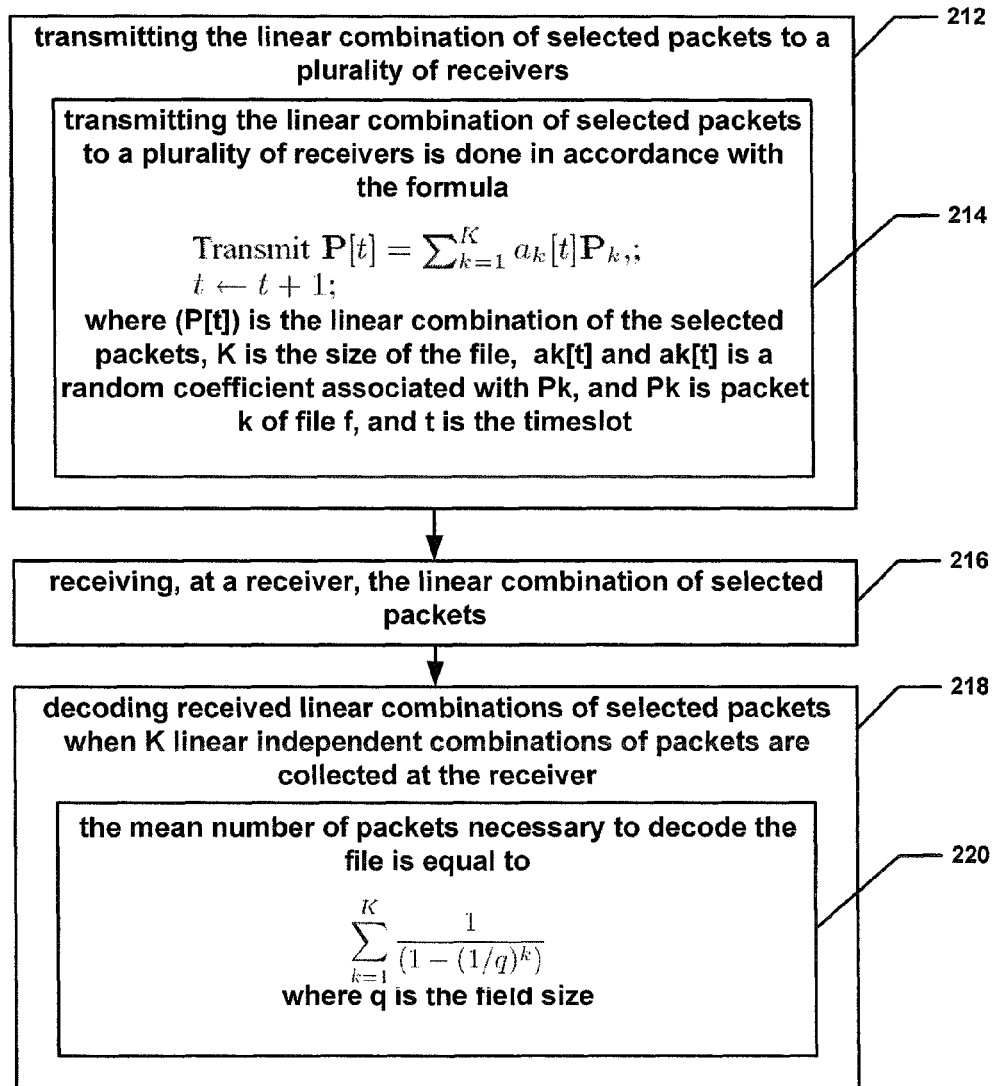 212
transmitting the linear combination of selected packets to a
plurality of receivers
transmitting the linear combination of selected packets
to a plurality of receivers is done in accordance with
the formula
214
Transmit P[t] = ∑_{k=1}^{K} a_k[t]P_k,;
t ← t + 1;
where (P[t]) is the linear combination of the selected
packets, K is the size of the file, ak[t] and ak[t] is a
random coefficient associated with Pk, and Pk is packet
k of file f, and t is the timeslot
216
receiving, at a receiver, the linear combination of selected
packets
218
decoding received linear combinations of selected packets
when K linear independent combinations of packets are
collected at the receiver
the mean number of packets necessary to decode the
file is equal to
220
∑_{k=1}^{K} 1/(1 − (1/q)^k)
where q is the field size